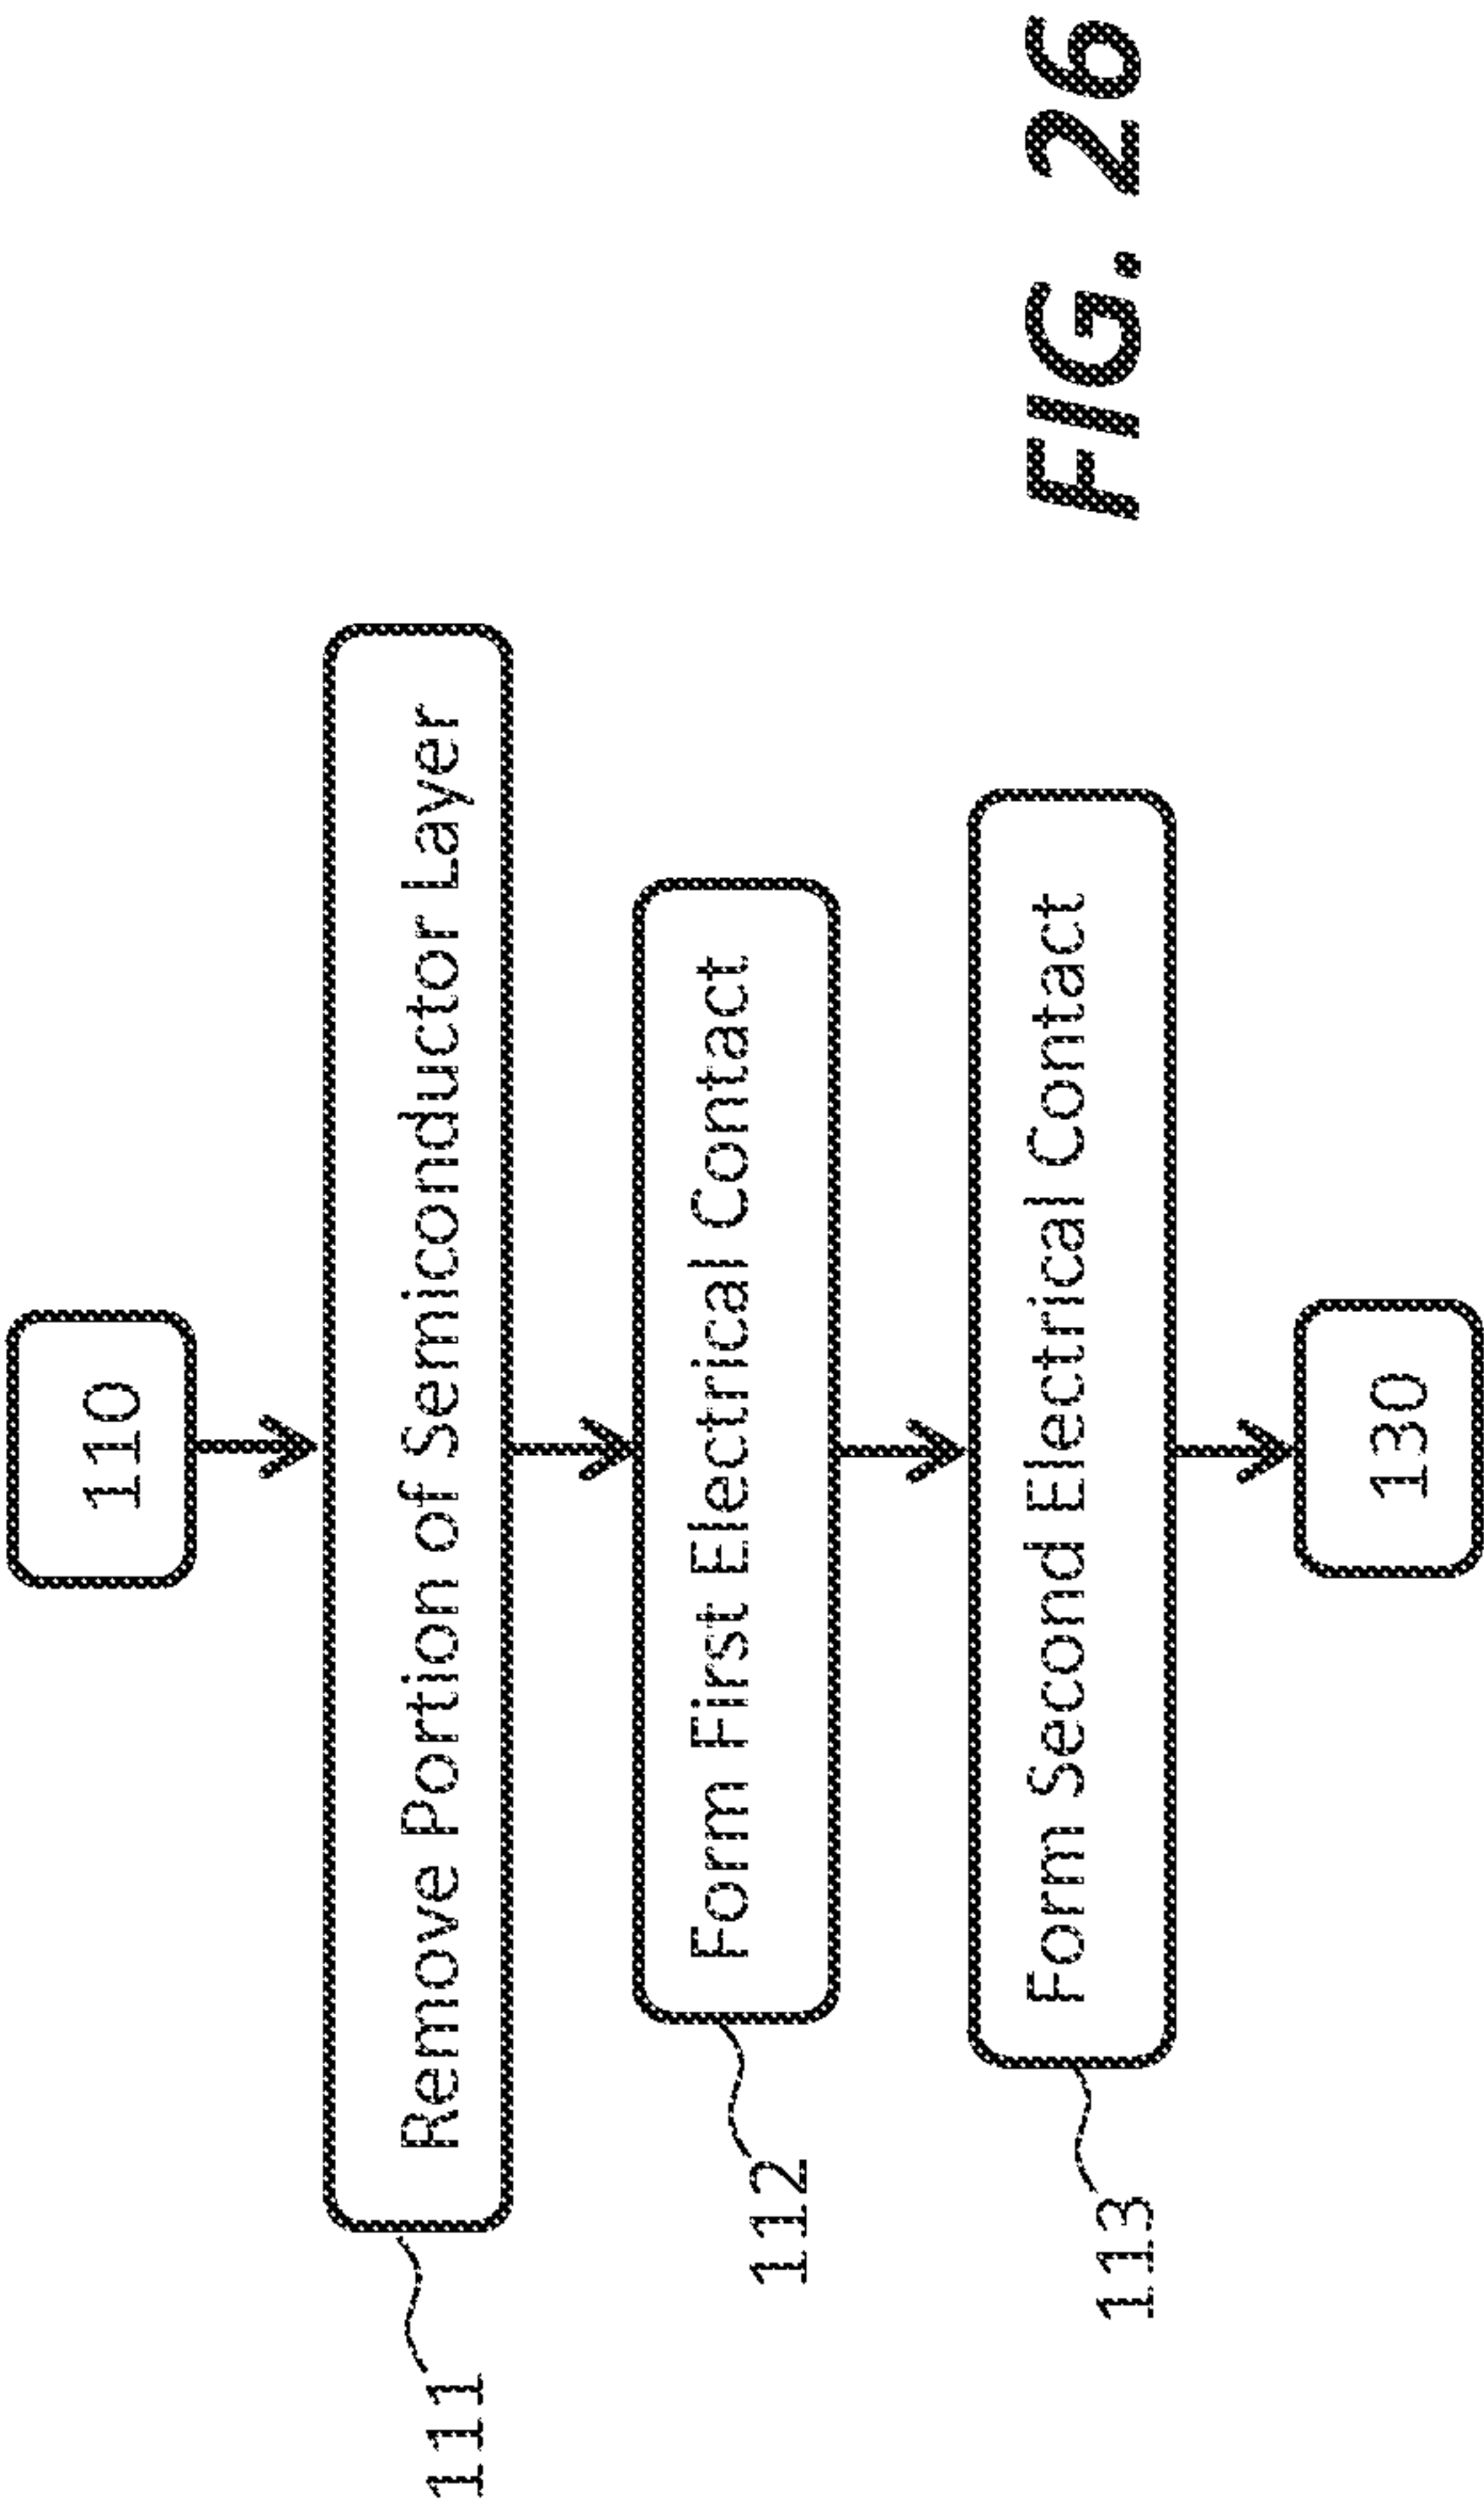 110
Remove Portion of Semiconductor Layer
111
Form First Electrical Contact
112
Form Second Electrical Contact
113
130
FIG. 26